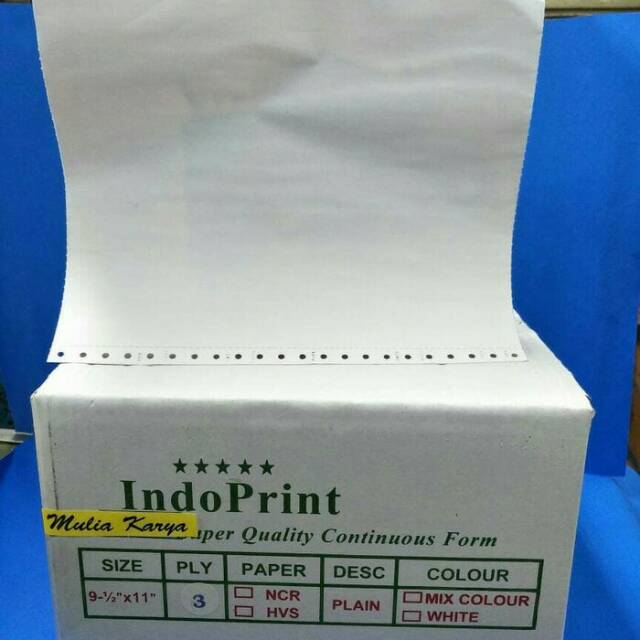 ★★★★★
IndoPrint
Mulia Karya
uper Quality Continuous Form
SIZE PLY PAPER DESC COLOUR
9-½"x11" 3 NCR PLAIN MIX COLOUR
HVS WHITE